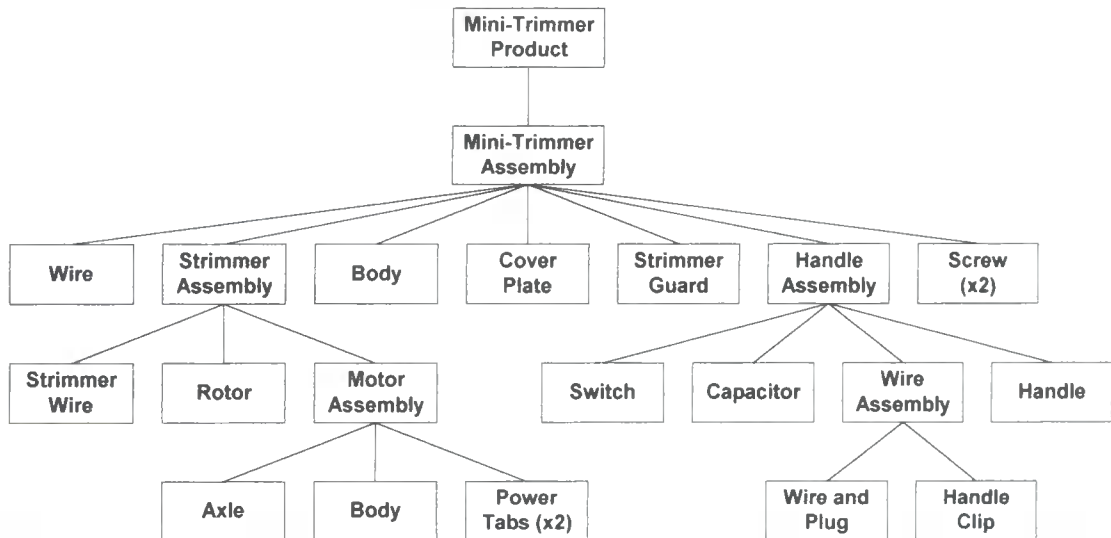 Mini-Trimmer
Product
Mini-Trimmer
Assembly
Wire
Strimmer
Assembly
Body
Cover
Plate
Strimmer
Guard
Handle
Assembly
Screw
(x2)
Strimmer
Wire
Rotor
Motor
Assembly
Switch
Capacitor
Wire
Assembly
Handle
Axle
Body
Power
Tabs (x2)
Wire and
Plug
Handle
Clip